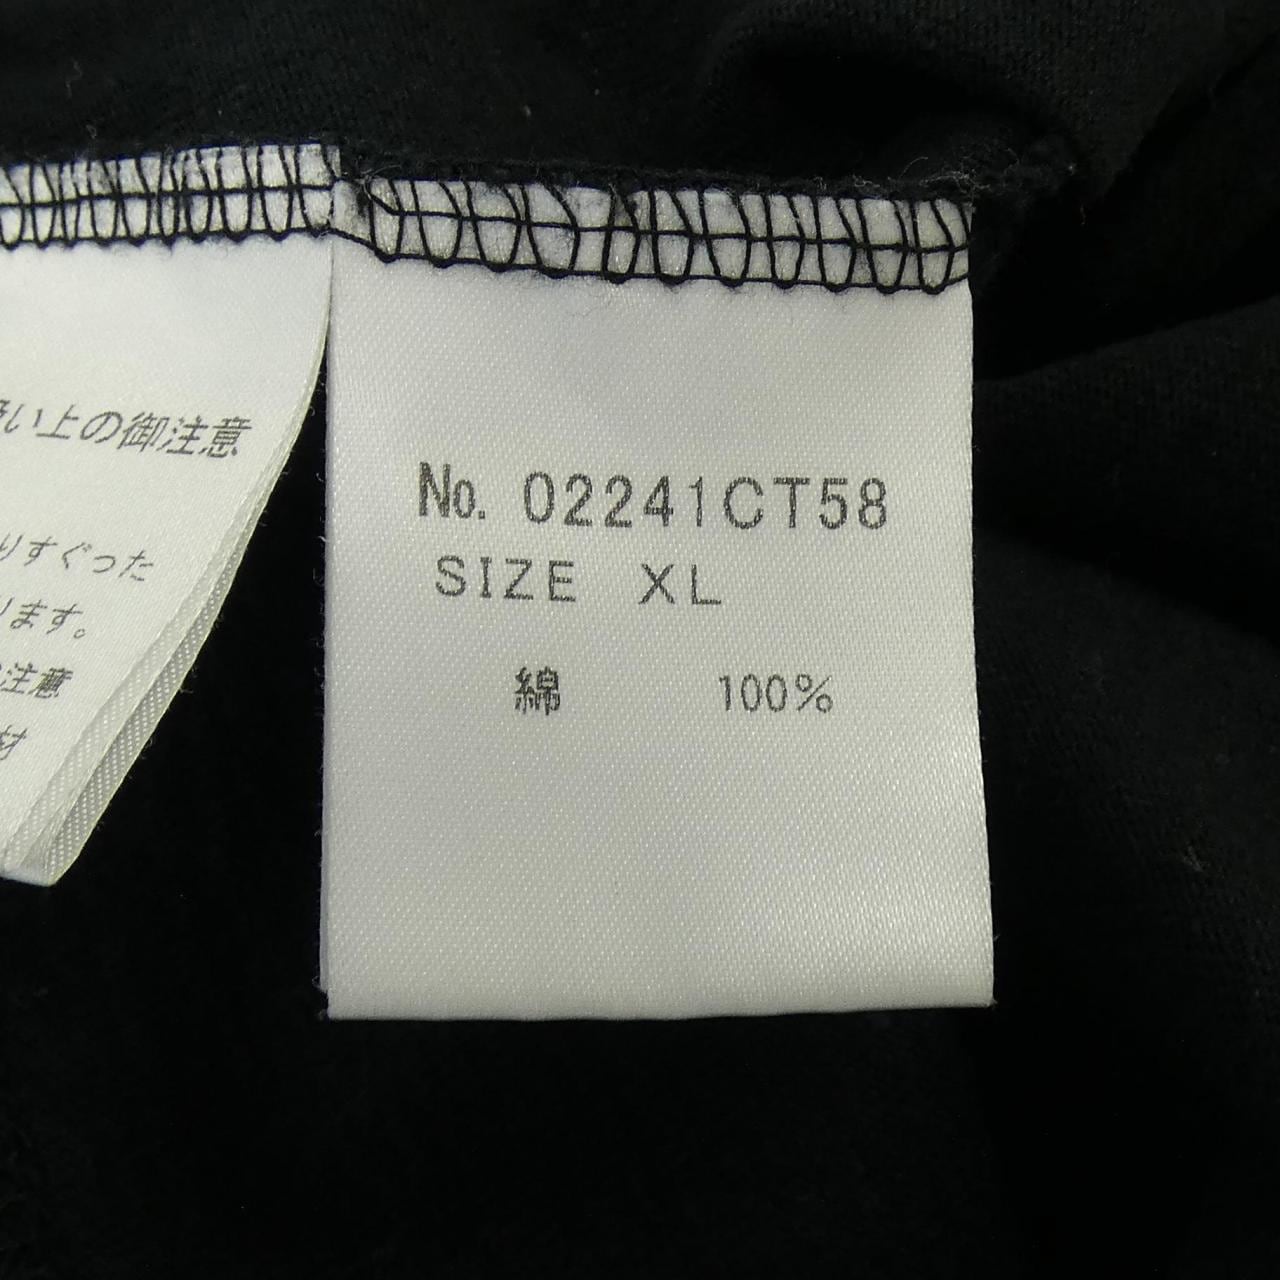 い上の御注意
りすぐった
ります。
注意
材
No. 02241CT58
SIZE XL
綿 100%